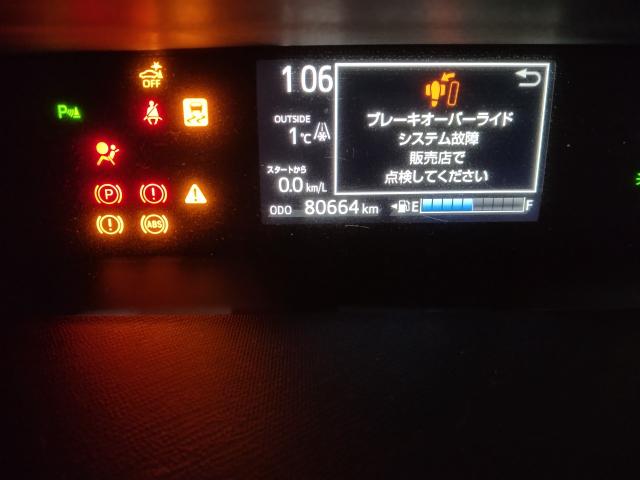 OFF
P
1:06
OUTSIDE
1℃
スタートから
0.0 km/L
ODO 80664 km
ブレーキオーバーライド
システム故障
販売店で
点検してください
E F
P
ABS